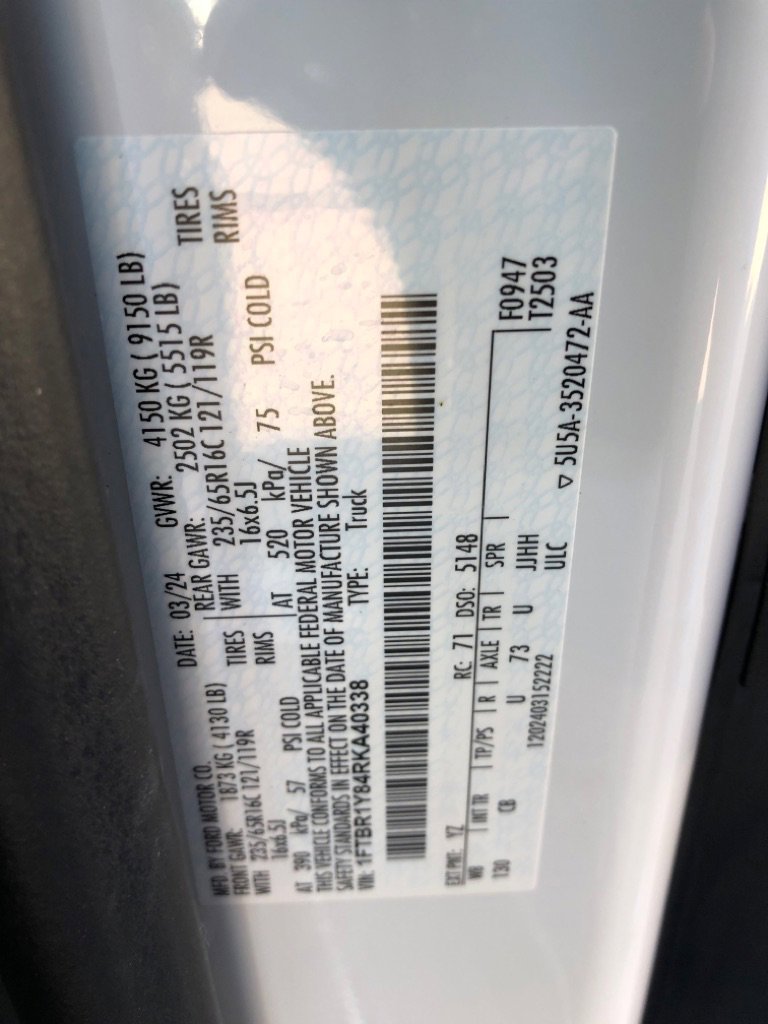 MFD. BY FORD MOTOR CO. DATE: 03/24 GVWR: 4150 KG ( 9150 LB)
FRONT GAWR: 1873 KG ( 4130 LB) REAR GAWR: 2502 KG ( 5515 LB)
WITH 235/65R16C 121/119R TIRES WITH 235/65R16C 121/119R TIRES
16x6.5J RIMS 16x6.5J RIMS
AT 390 kPa/ 57 PSI COLD AT 520 kPa/ 75 PSI COLD
THIS VEHICLE CONFORMS TO ALL APPLICABLE FEDERAL MOTOR VEHICLE
SAFETY STANDARDS IN EFFECT ON THE DATE OF MANUFACTURE SHOWN ABOVE.
VIN: 1FTBR1Y84RKA40338 TYPE: Truck
EXT PNT: YZ RC: 71 DSO: 5148
WB INT TR TP/PS R AXLE TR SPR F0947
130 CB U 73 U JJHH T2503
1202403152222 ULC ▽ 5U5A-3520472-AA